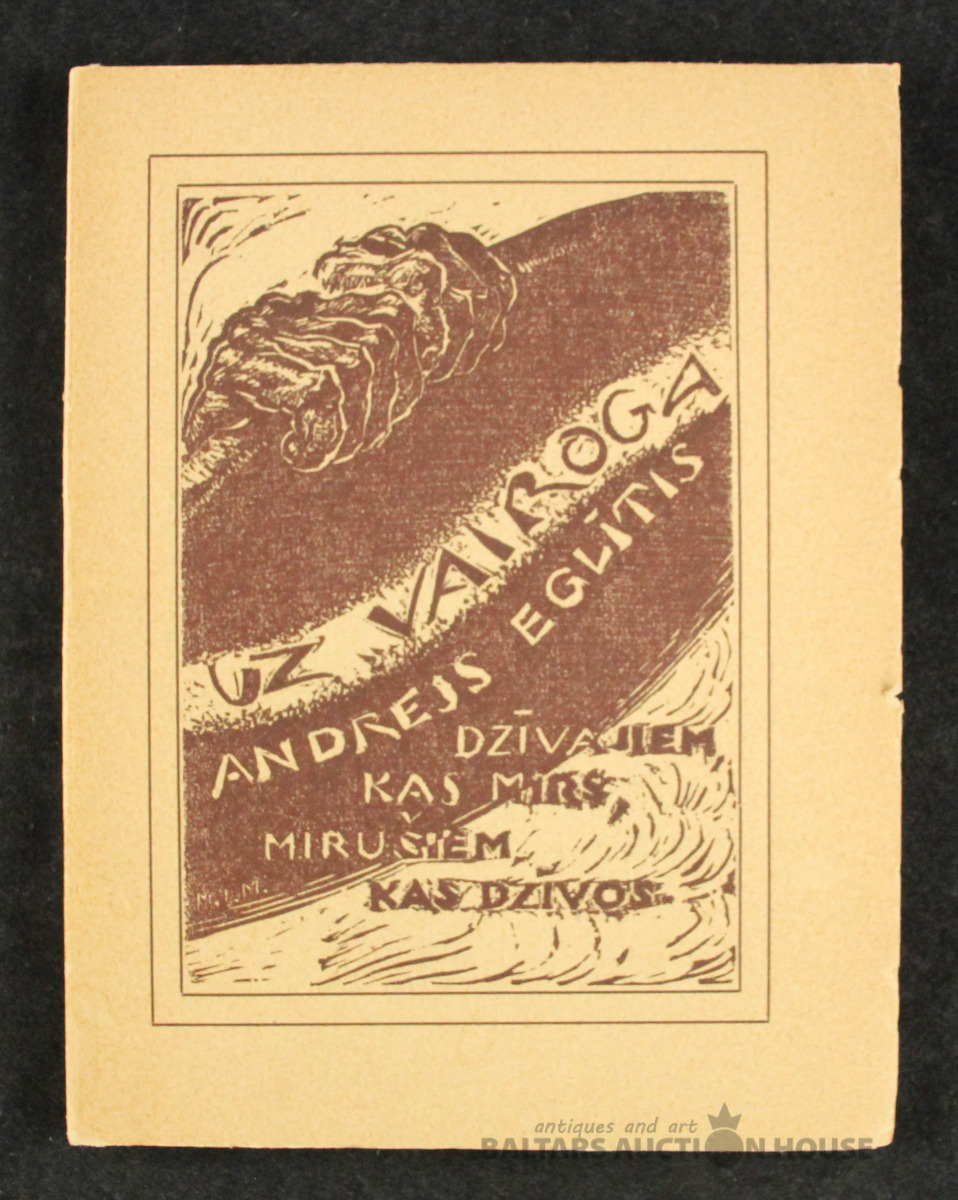 UZ VAIROGA
ANDREJS EGLĪTIS
DZĪVAJIEM,
KAS MIRS,
MIRUŠIEM,
KAS DZĪVOS...
M.J.M.
antiques and art
BALTARS AUCTION HOUSE